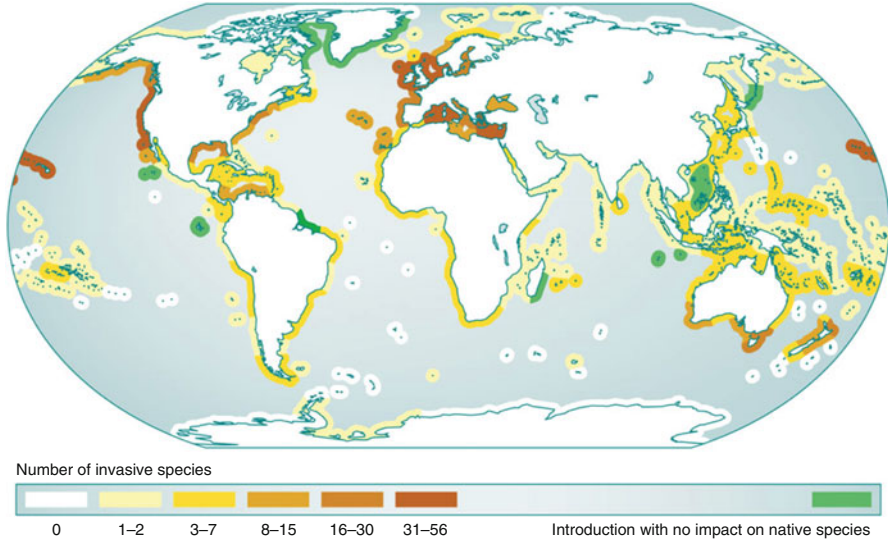 Number of invasive species
0 1–2 3–7 8–15 16–30 31–56 Introduction with no impact on native species